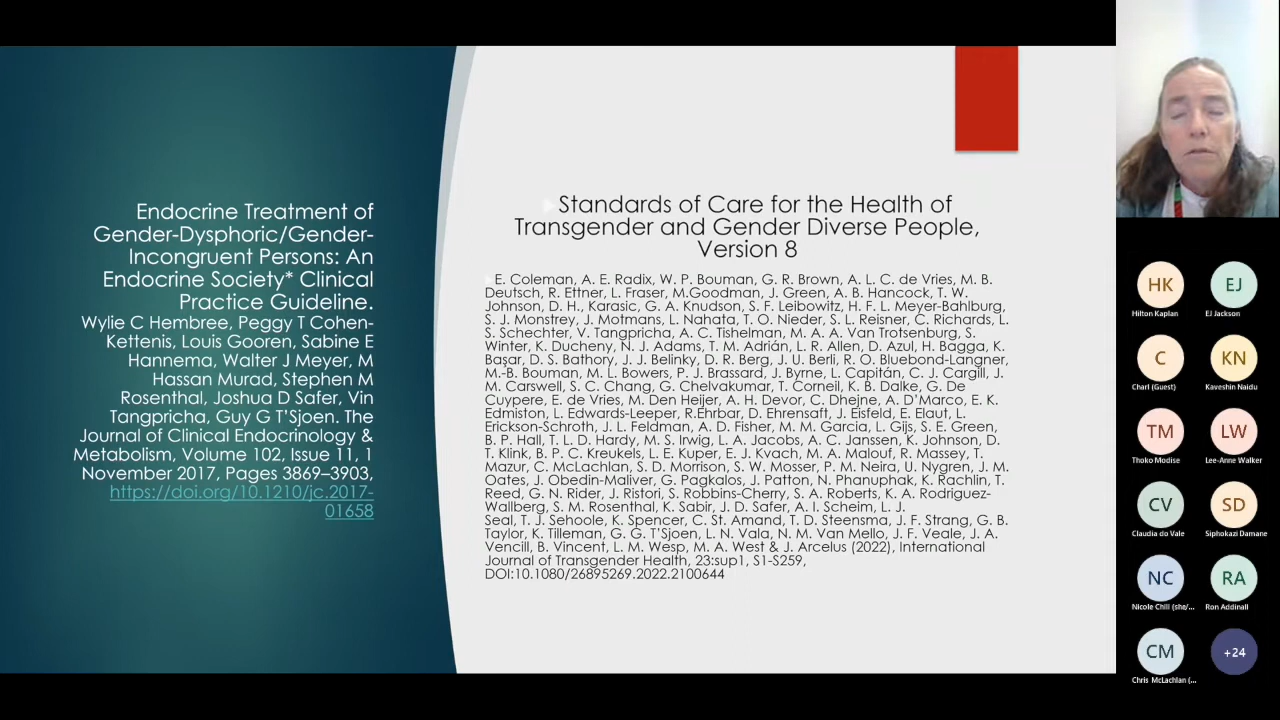 Endocrine Treatment of
Gender-Dysphoric/Gender-
Incongruent Persons: An
Endocrine Society* Clinical
Practice Guideline.
Wylie C Hembree, Peggy T Cohen-
Kettenis, Louis Gooren, Sabine E
Hannema, Walter J Meyer, M
Hassan Murad, Stephen M
Rosenthal, Joshua D Safer, Vin
Tangpricha, Guy G T'Sjoen. The
Journal of Clinical Endocrinology &
Metabolism, Volume 102, Issue 11, 1
November 2017, Pages 3869–3903,
https://doi.org/10.1210/jc.2017-
01658
Standards of Care for the Health of
Transgender and Gender Diverse People,
Version 8
E. Coleman, A. E. Radix, W. P. Bouman, G. R. Brown, A. L. C. de Vries, M. B.
Deutsch, R. Ettner, L. Fraser, M.Goodman, J. Green, A. B. Hancock, T. W.
Johnson, D. H., Karasic, G. A. Knudson, S. F. Leibowitz, H. F. L. Meyer-Bahlburg,
S. J. Monstrey, J. Motmans, L. Nahata, T. O. Nieder, S. L. Reisner, C. Richards, L.
S. Schechter, V. Tangpricha, A. C. Tishelman, M. A. A. Van Trotsenburg, S.
Winter, K. Ducheny, N. J. Adams, T. M. Adrián, L. R. Allen, D. Azul, H. Bagga, K.
Başar, D. S. Bathory, J. J. Belinky, D. R. Berg, J. U. Berli, R. O. Bluebond-Langner,
M.-B. Bouman, M. L. Bowers, P. J. Brassard, J. Byrne, L. Capitán, C. J. Cargill, J.
M. Carswell, S. C. Chang, G. Chelvakumar, T. Corneil, K. B. Dalke, G. De
Cuypere, E. de Vries, M. Den Heijer, A. H. Devor, C. Dhejne, A. D'Marco, E. K.
Edmiston, L. Edwards-Leeper, R.Ehrbar, D. Ehrensaft, J. Eisfeld, E. Elaut, L.
Erickson-Schroth, J. L. Feldman, A. D. Fisher, M. M. Garcia, L. Gijs, S. E. Green,
B. P. Hall, T. L. D. Hardy, M. S. Irwig, L. A. Jacobs, A. C. Janssen, K. Johnson, D.
T. Klink, B. P. C. Kreukels, L. E. Kuper, E. J. Kvach, M. A. Malouf, R. Massey, T.
Mazur, C. McLachlan, S. D. Morrison, S. W. Mosser, P. M. Neira, U. Nygren, J. M.
Oates, J. Obedin-Maliver, G. Pagkalos, J. Patton, N. Phanuphak, K. Rachlin, T.
Reed, G. N. Rider, J. Ristori, S. Robbins-Cherry, S. A. Roberts, K. A. Rodriguez-
Wallberg, S. M. Rosenthal, K. Sabir, J. D. Safer, A. I. Scheim, L. J.
Seal, T. J. Sehoole, K. Spencer, C. St. Amand, T. D. Steensma, J. F. Strang, G. B.
Taylor, K. Tilleman, G. G. T'Sjoen, L. N. Vala, N. M. Van Mello, J. F. Veale, J. A.
Vencill, B. Vincent, L. M. Wesp, M. A. West & J. Arcelus (2022), International
Journal of Transgender Health, 23:sup1, S1-S259,
DOI:10.1080/26895269.2022.2100644
HK EJ
Hilton Kaplan EJ Jackson
C KN
Charl (Guest) Kaveshin Naidu
TM LW
Thoko Modise Lee-Anne Walker
CV SD
Claudia do Vale Siphokazi Damane
NC RA
Nicole Chili (she/... Ron Addinall
CM +24
Chris McLachlan (...